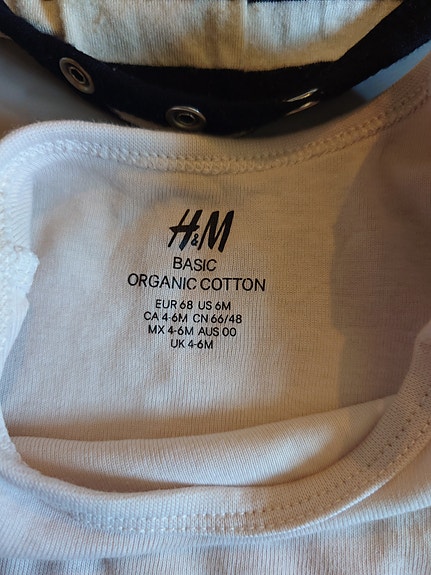 H&M
BASIC
ORGANIC COTTON
EUR 68 US 6M
CA 4-6M CN 66/48
MX 4-6M AUS 00
UK 4-6M